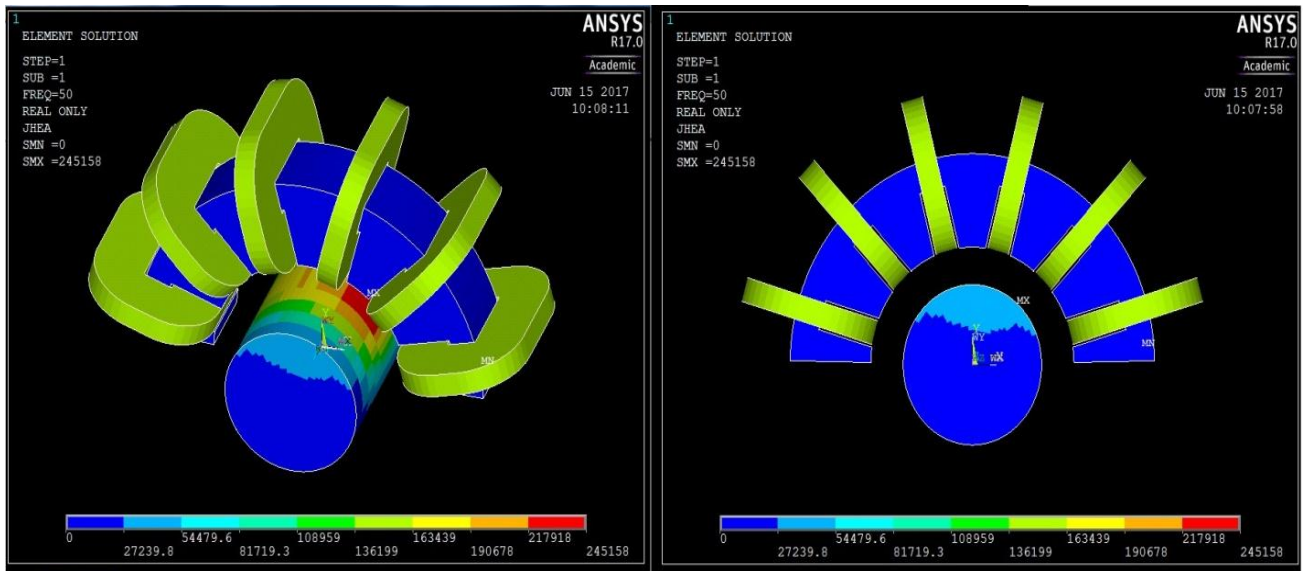 1
ELEMENT SOLUTION
STEP=1
SUB =1
FREQ=50
REAL ONLY
JHEA
SMN =0
SMX =245158
ANSYS
R17.0
Academic
JUN 15 2017
10:08:11
MX
Y
MN
0 54479.6 108959 163439 217918
27239.8 81719.3 136199 190678 245158
1
ELEMENT SOLUTION
STEP=1
SUB =1
FREQ=50
REAL ONLY
JHEA
SMN =0
SMX =245158
ANSYS
R17.0
Academic
JUN 15 2017
10:07:58
MX
Y
WY
MN
0 54479.6 108959 163439 217918
27239.8 81719.3 136199 190678 245158